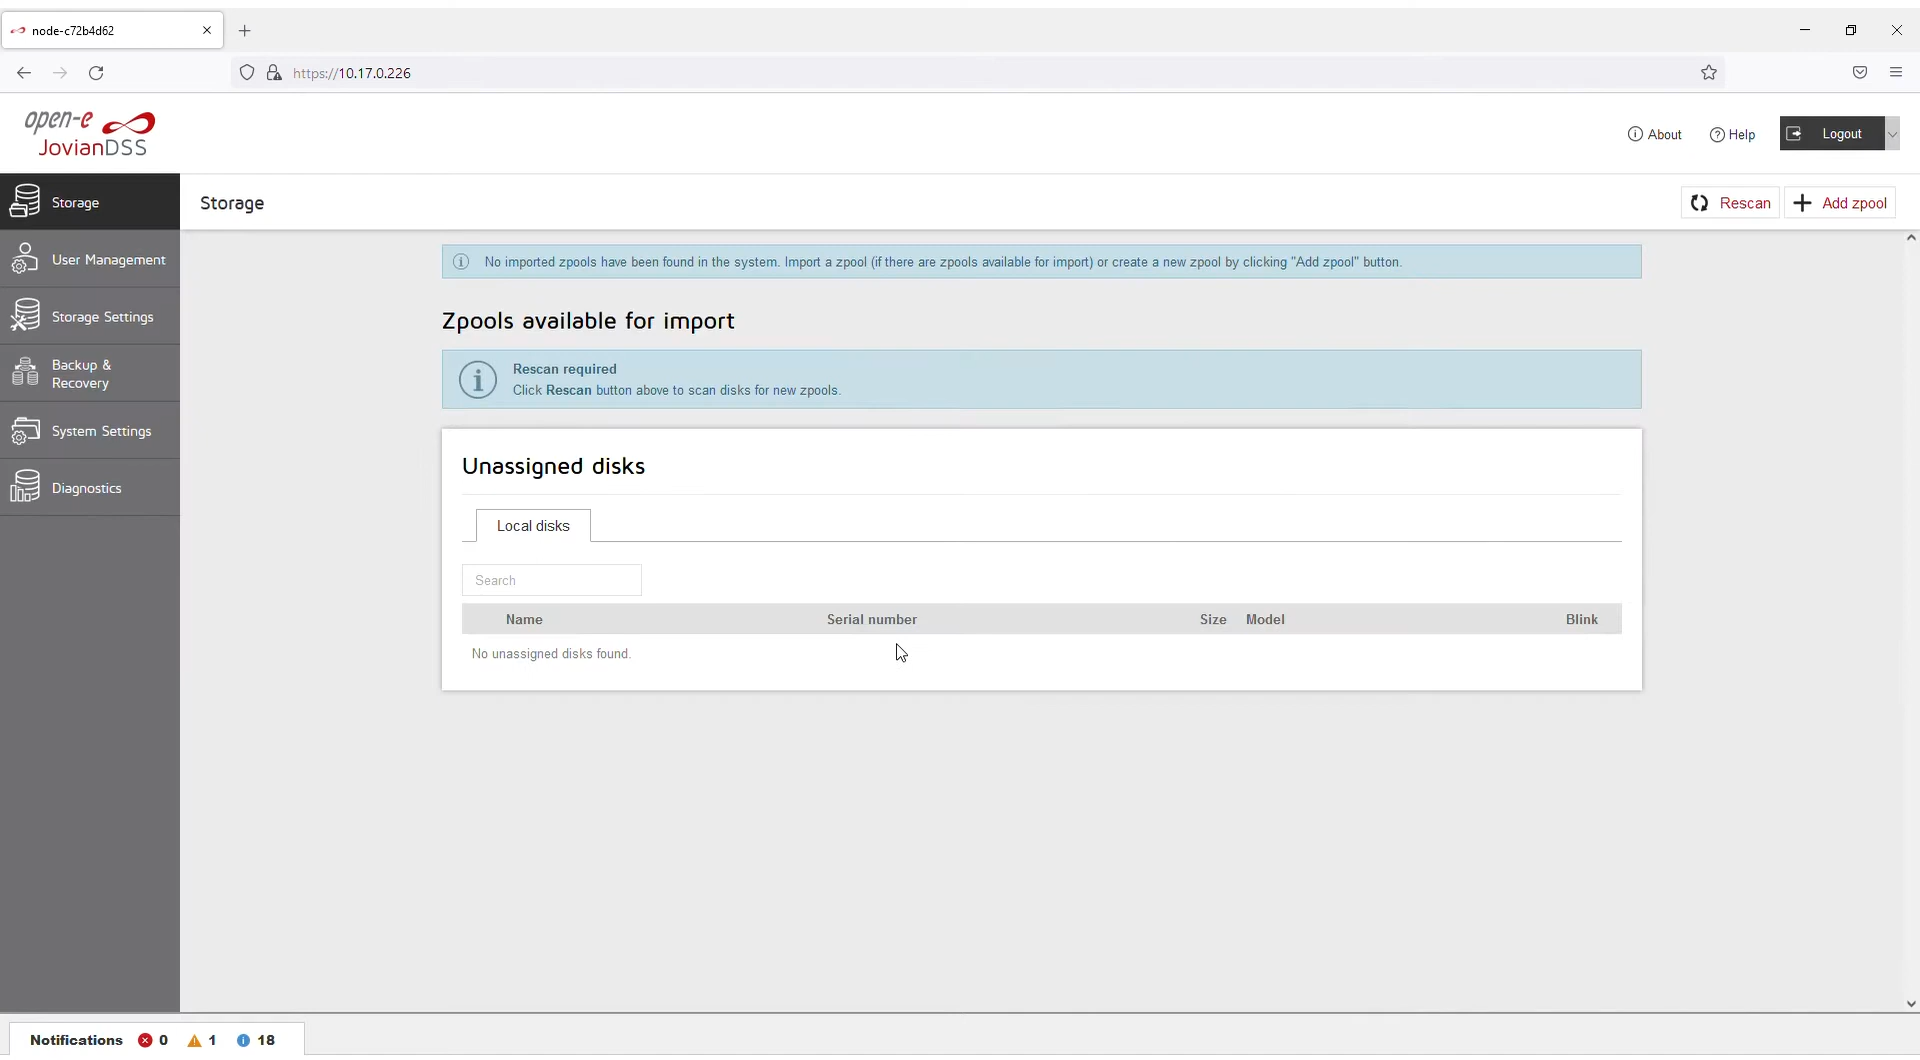 node-c72b4d62
https://10.17.0.226
open-e
JovianDSS
About
Help
Logout
Storage
User Management
Storage Settings
Backup &
Recovery
System Settings
Diagnostics
Storage
Rescan
Add zpool
No imported zpools have been found in the system. Import a zpool (if there are zpools available for import) or create a new zpool by clicking "Add zpool" button.
Zpools available for import
Rescan required
Click Rescan button above to scan disks for new zpools.
Unassigned disks
Local disks
Search
Name Serial number Size Model Blink
No unassigned disks found.
Notifications 0 1 18